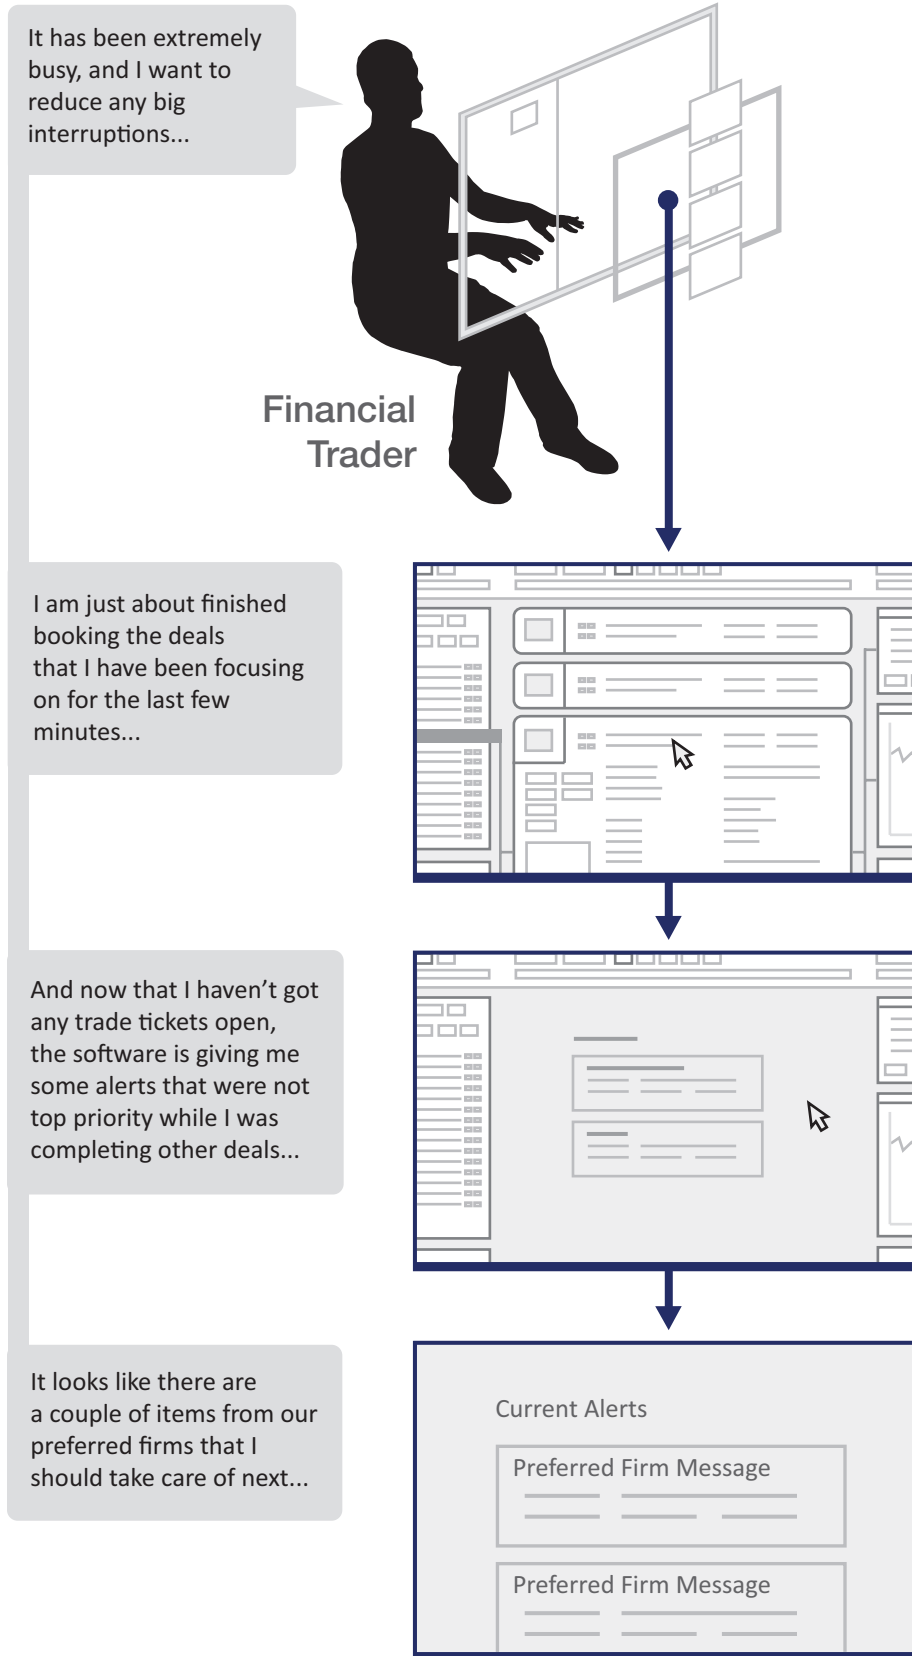 It has been extremely
busy, and I want to
reduce any big
interruptions...
Financial
Trader
I am just about finished
booking the deals
that I have been focusing
on for the last few
minutes...
And now that I haven’t got
any trade tickets open,
the software is giving me
some alerts that were not
top priority while I was
completing other deals...
It looks like there are
a couple of items from our
preferred firms that I
should take care of next...
Current Alerts
Preferred Firm Message
Preferred Firm Message